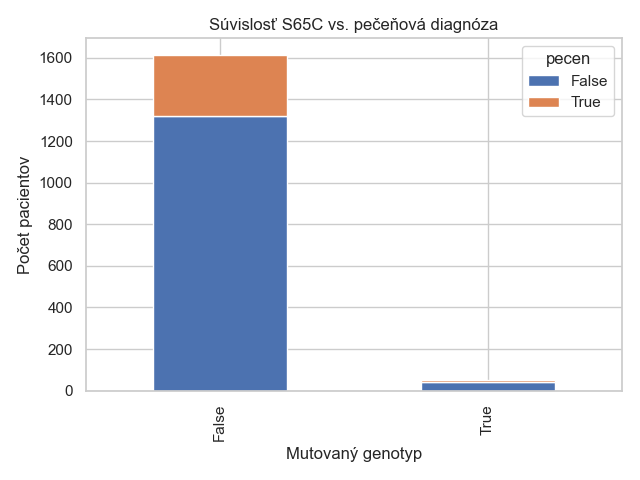 Súvislosť S65C vs. pečeňová diagnóza
pecen
False
True
Počet pacientov
1600
1400
1200
1000
800
600
400
200
0
False
True
Mutovaný genotyp